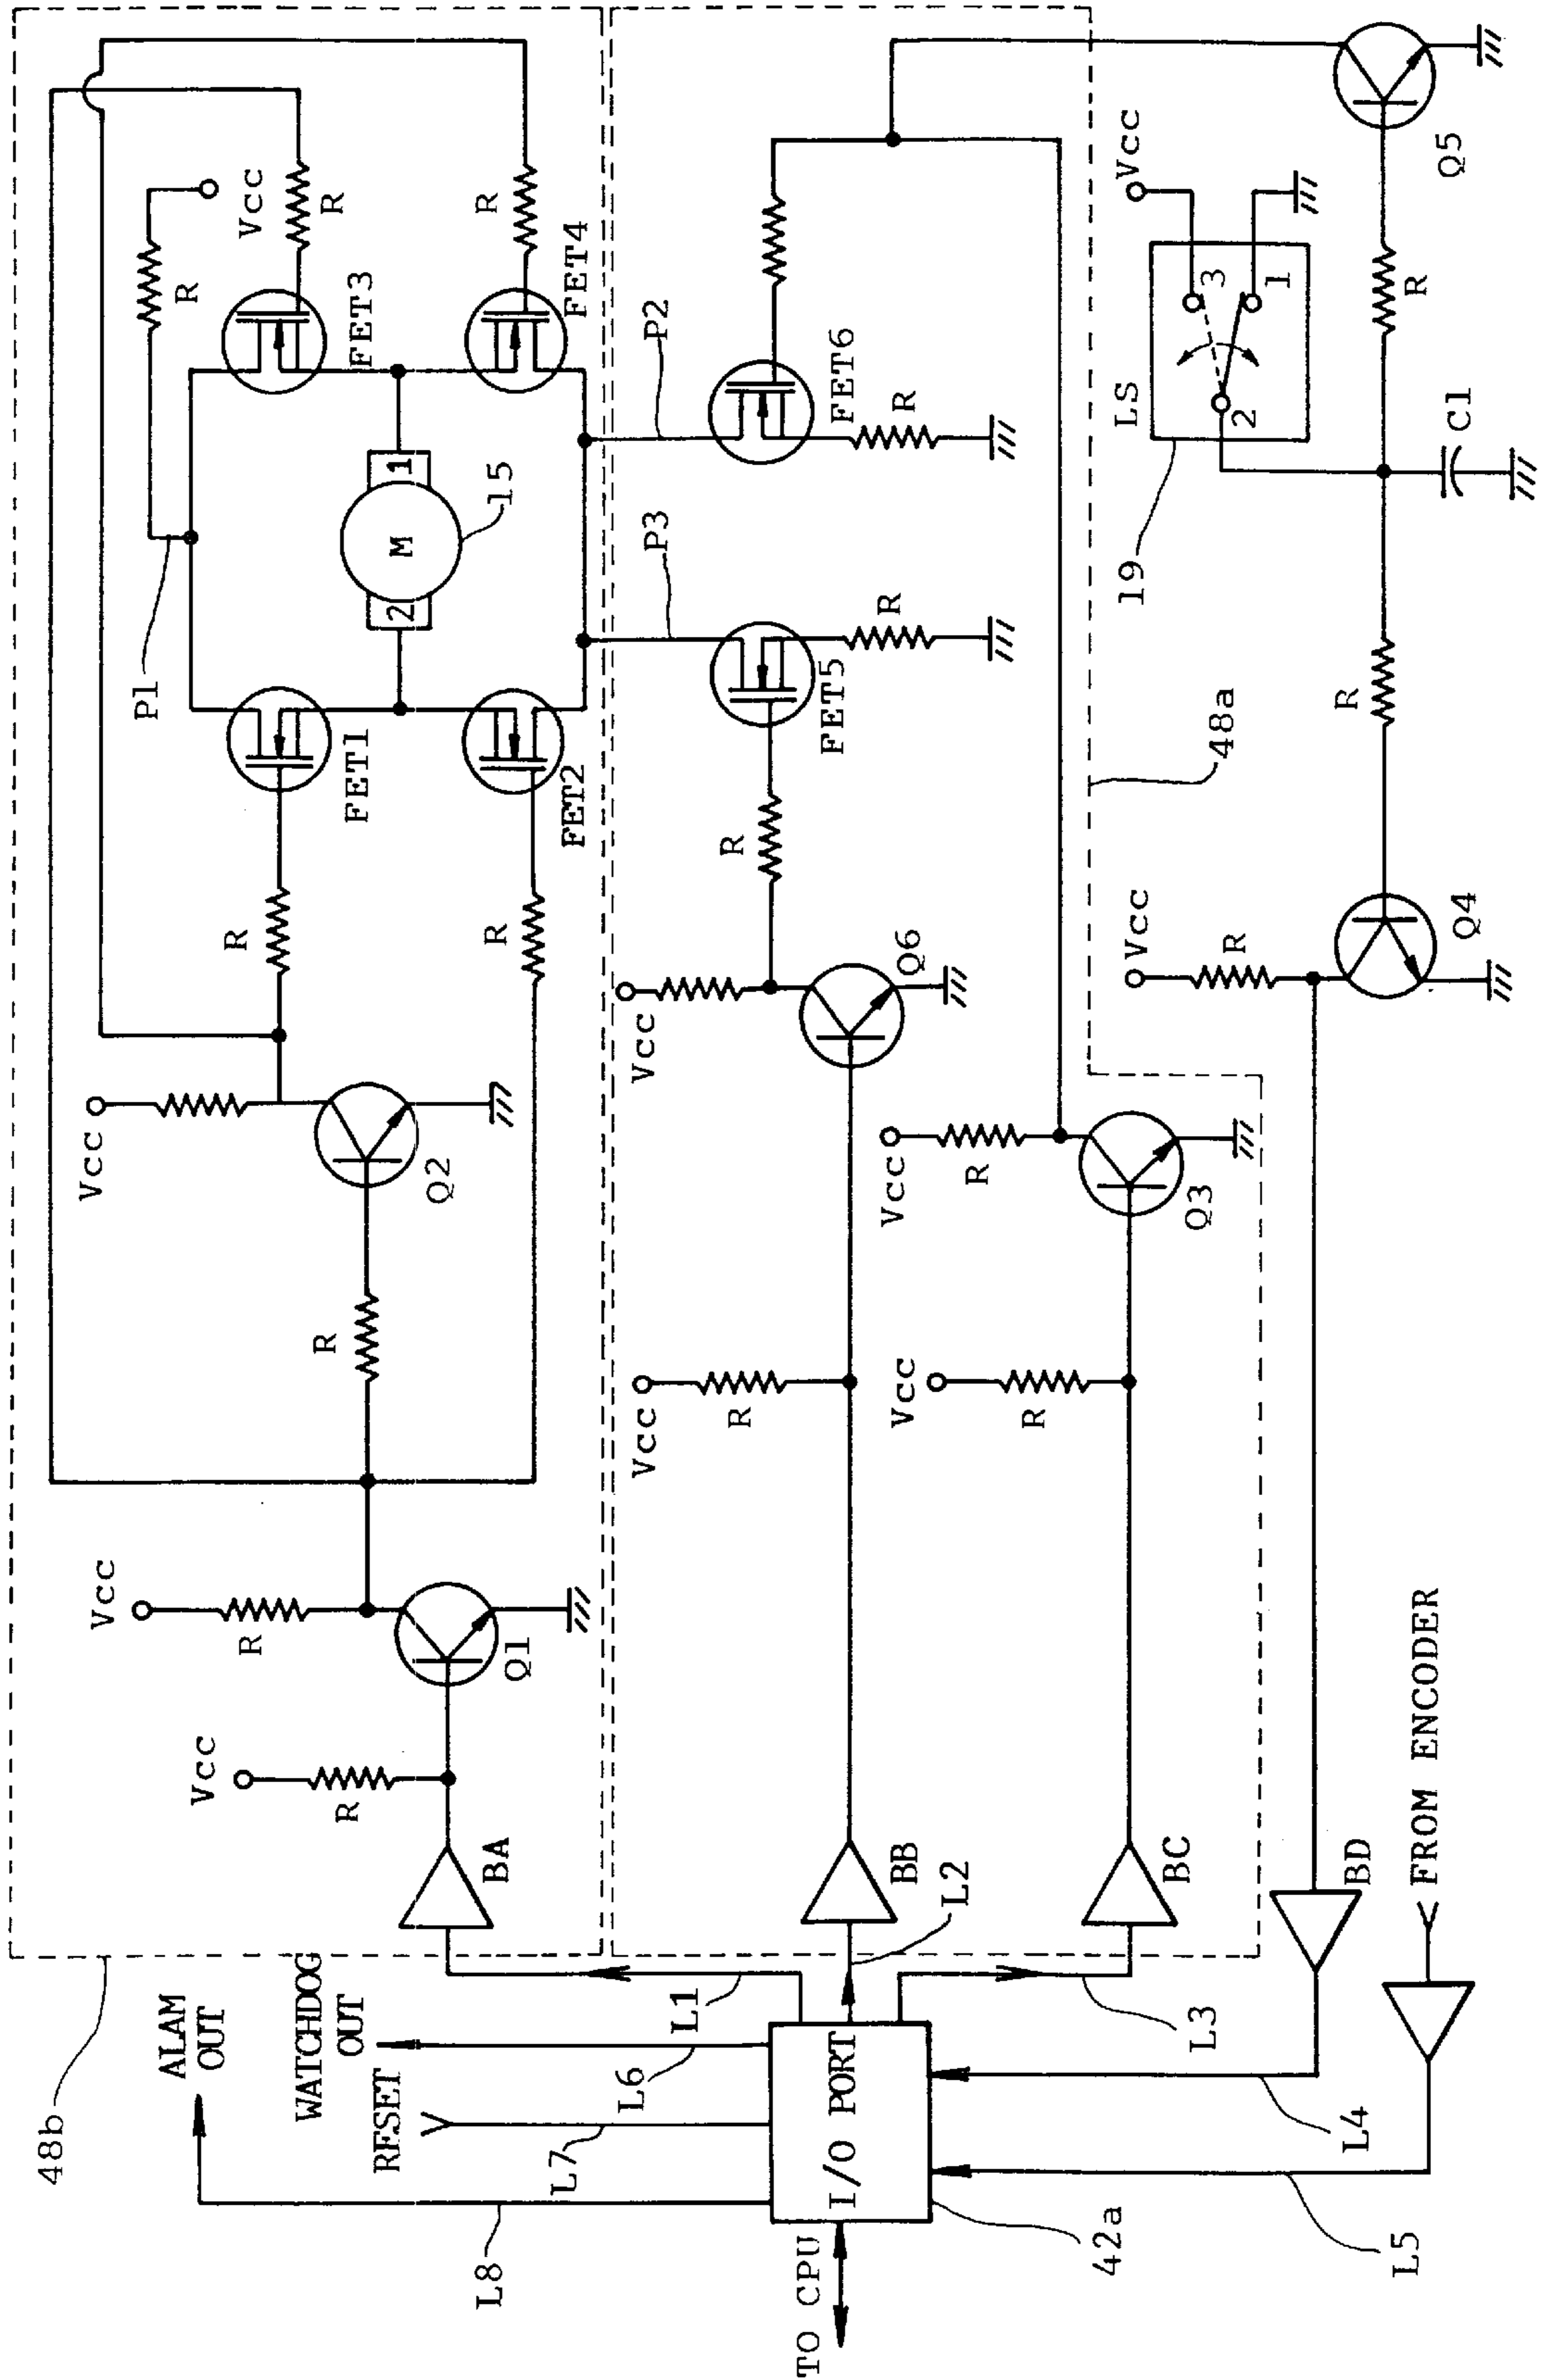 48b
ALAM
OUT
WATCHDOG
OUT
RESET
L8
L7
L6
L1
TO CPU
I/O PORT
42a
L2
L3
L4
L5
BA
BB
BC
BD
FROM ENCODER
Vcc
R
Vcc
R
Q1
R
Vcc
Q2
R
R
FET1
FET2
P1
R
Vcc
R
FET3
R
FET4
M
1
2
15
Vcc
R
Vcc
Q6
R
FET5
R
P3
P2
FET6
R
Vcc
R
Vcc
R
Q3
48a
Vcc
R
Q4
R
C1
19
LS
1
2
3
Vcc
R
Q5